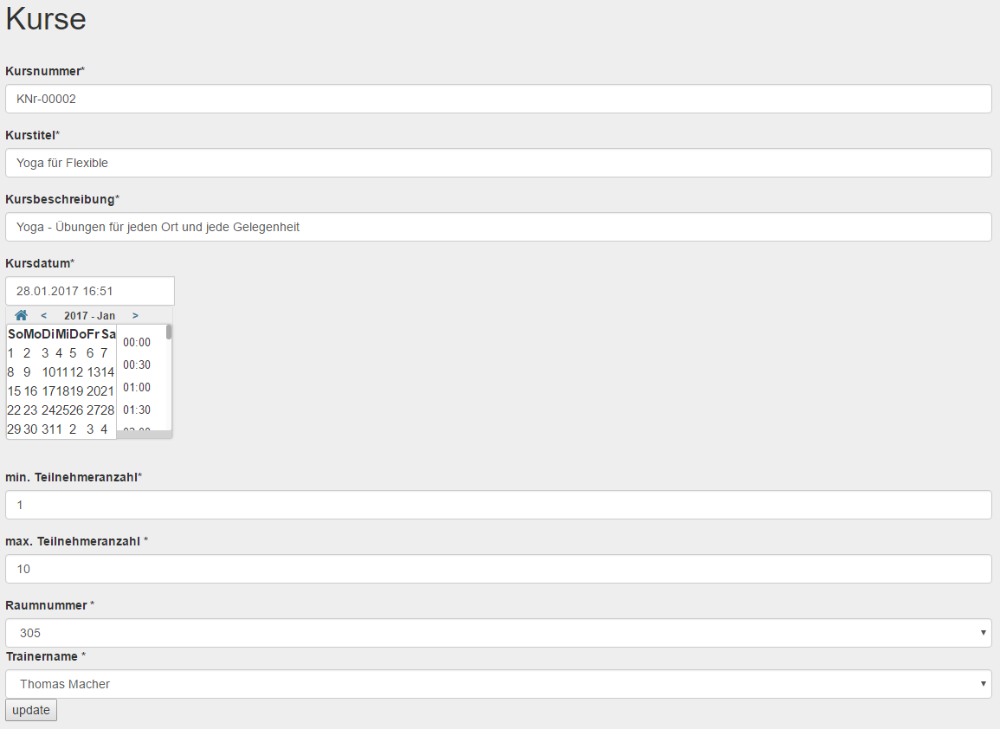 Kurse
Kursnummer*
KNr-00002
Kurstitel*
Yoga für Flexible
Kursbeschreibung*
Yoga - Übungen für jeden Ort und jede Gelegenheit
Kursdatum*
28.01.2017 16:51
< 2017 - Jan >
So Mo Di Mi Do Fr Sa
1 2 3 4 5 6 7
8 9 10 11 12 13 14
15 16 17 18 19 20 21
22 23 24 25 26 27 28
29 30 31 1 2 3 4
00:00
00:30
01:00
01:30
02:00
min. Teilnehmeranzahl*
1
max. Teilnehmeranzahl *
10
Raumnummer *
305
Trainername *
Thomas Macher
update